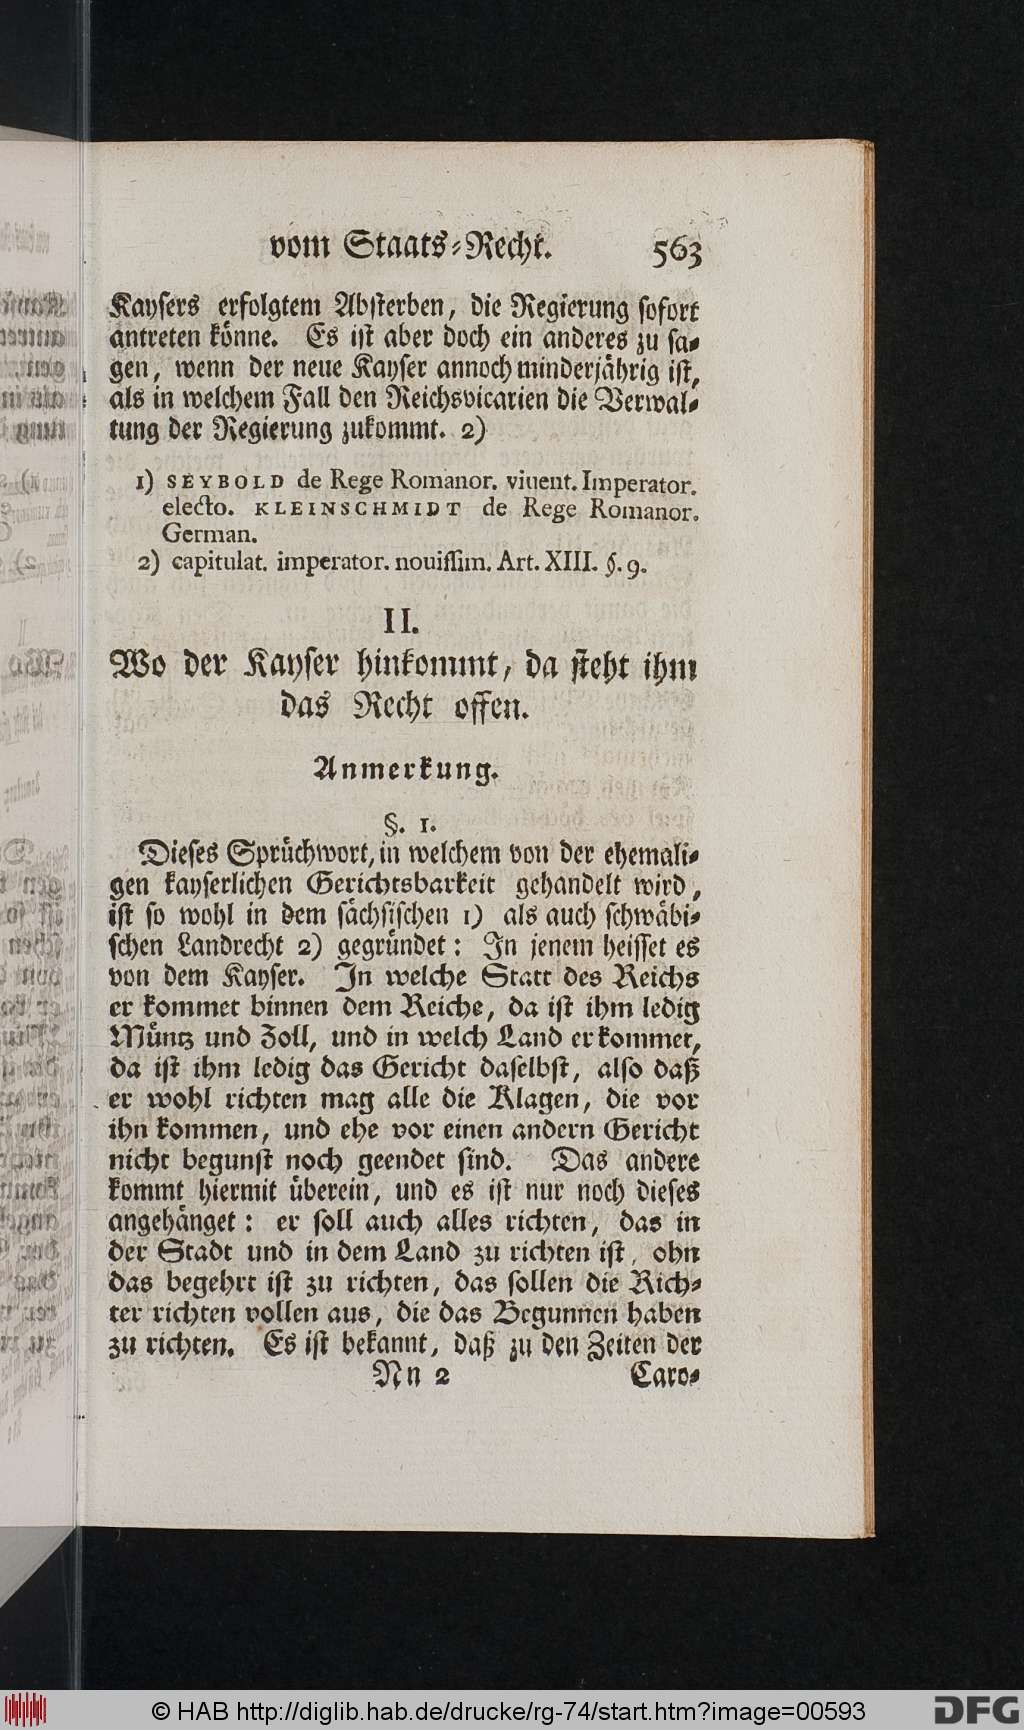 vom Staats-Recht. 563
Kaysers erfolgtem Absterben, die Regierung sofort
antreten könne. Es ist aber doch ein anderes zu sa-
gen, wenn der neue Kayser annoch minderjährig ist,
als in welchem Fall den Reichsvicarien die Verwal-
tung der Regierung zukommt. 2)
1) SEYBOLD de Rege Romanor. viuent. Imperator.
electo. KLEINSCHMIDT de Rege Romanor.
German.
2) capitulat. imperator. nouissim. Art. XIII. §. 9.
II.
Wo der Kayser hinkommt, da steht ihm
das Recht offen.
Anmerkung.
§. 1.
Dieses Sprüchwort, in welchem von der ehemali-
gen kayserlichen Gerichtsbarkeit gehandelt wird,
ist so wohl in dem sächsischen 1) als auch schwäbi-
schen Landrecht 2) gegründet: In jenem heisset es
von dem Kayser. In welche Statt des Reichs
er kommet binnen dem Reiche, da ist ihm ledig
Müntz und Zoll, und in welch Land er kommet,
da ist ihm ledig das Gericht daselbst, also daß
er wohl richten mag alle die Klagen, die vor
ihn kommen, und ehe vor einen andern Gericht
nicht begunst noch geendet sind. Das andere
kommt hiermit überein, und es ist nur noch dieses
angehänget: er soll auch alles richten, das in
der Stadt und in dem Land zu richten ist, ohn
das begehrt ist zu richten, das sollen die Rich-
ter richten vollen aus, die das Begunnen haben
zu richten. Es ist bekannt, daß zu den Zeiten der
Nn 2 Caro-
© HAB http://diglib.hab.de/drucke/rg-74/start.htm?image=00593
DFG